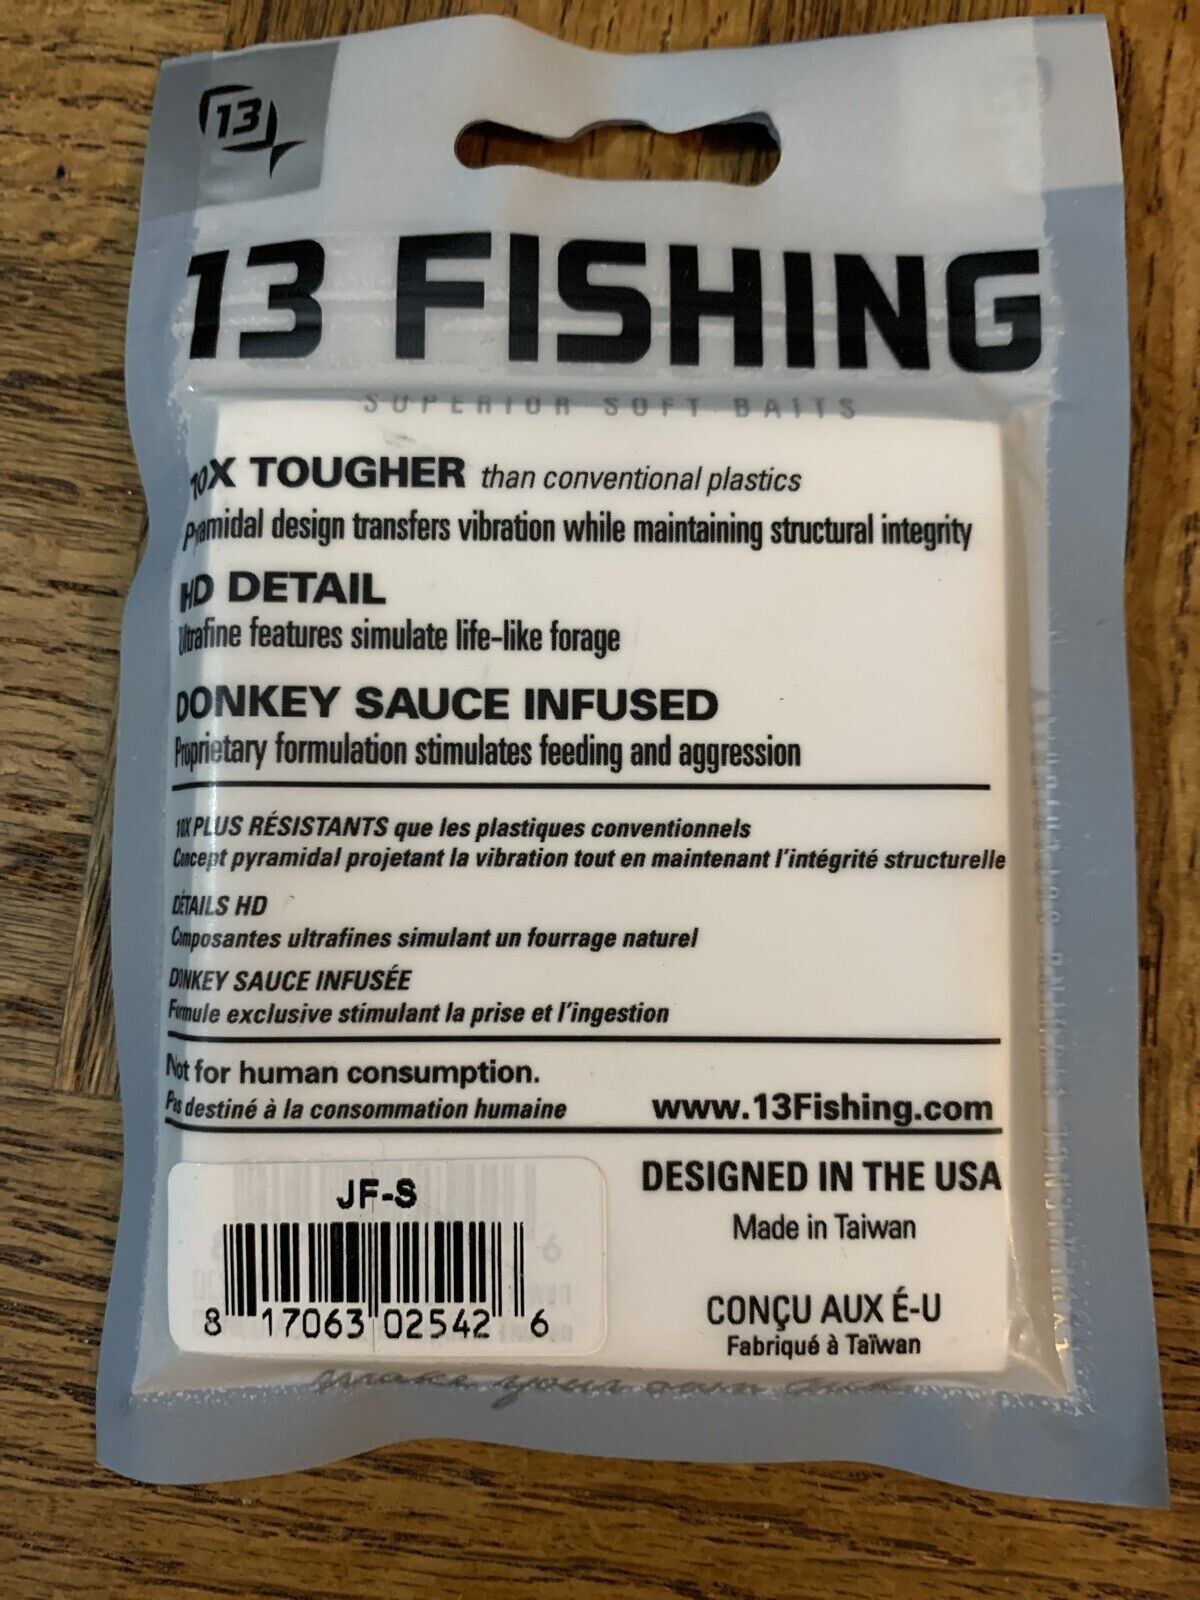 13
13 FISHING
SUPERIOR SOFT BAITS
10X TOUGHER than conventional plastics
Pyramidal design transfers vibration while maintaining structural integrity
HD DETAIL
Ultrafine features simulate life-like forage
DONKEY SAUCE INFUSED
Proprietary formulation stimulates feeding and aggression
10X PLUS RÉSISTANTS que les plastiques conventionnels
Concept pyramidal projetant la vibration tout en maintenant l'intégrité structurelle
DÉTAILS HD
Composantes ultrafines simulant un fourrage naturel
DONKEY SAUCE INFUSÉE
Formule exclusive stimulant la prise et l'ingestion
Not for human consumption.
Pas destiné à la consommation humaine
www.13Fishing.com
JF-S
8 17063 02542 6
DESIGNED IN THE USA
Made in Taiwan
CONÇU AUX É-U
Fabriqué à Taïwan
make your own